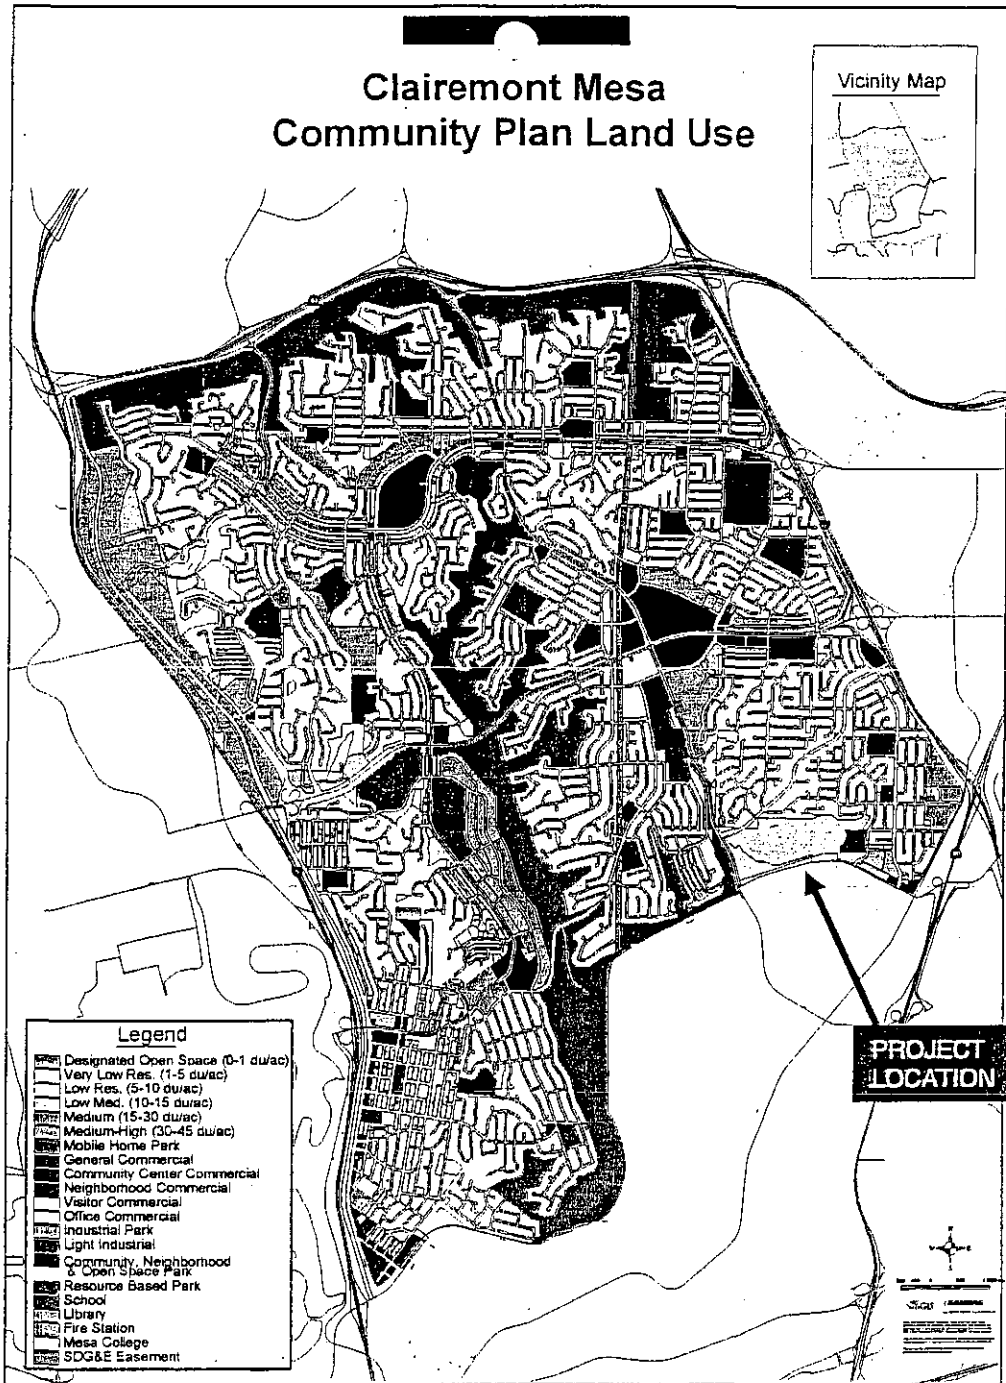 Clairemont Mesa
Community Plan Land Use
Vicinity Map
PROJECT
LOCATION
Legend
Designated Open Space (0-1 du/ac)
Very Low Res. (1-5 du/ac)
Low Res. (5-10 du/ac)
Low Med. (10-15 du/ac)
Medium (15-30 du/ac)
Medium-High (30-45 du/ac)
Mobile Home Park
General Commercial
Community Center Commercial
Neighborhood Commercial
Visitor Commercial
Office Commercial
Industrial Park
Light Industrial
Community, Neighborhood
& Open Space Park
Resource Based Park
School
Library
Fire Station
Mesa College
SDG&E Easement